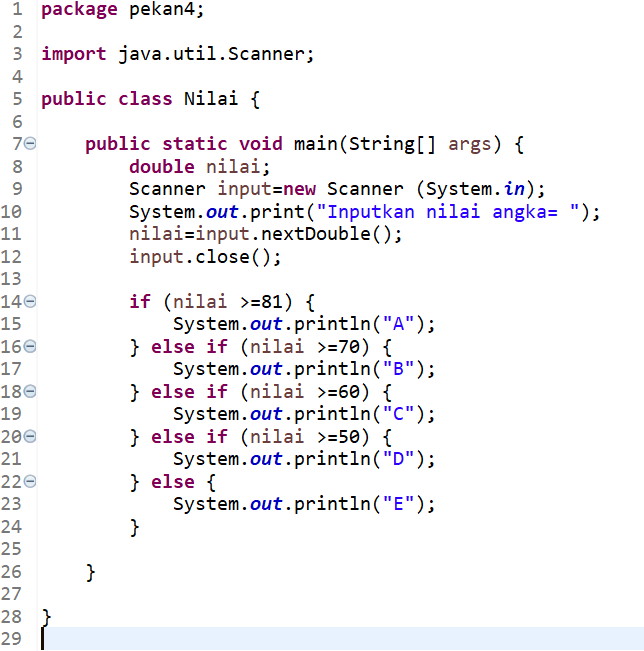 1 package pekan4;
2
3 import java.util.Scanner;
4
5 public class Nilai {
6
7 public static void main(String[] args) {
8 double nilai;
9 Scanner input=new Scanner (System.in);
10 System.out.print("Inputkan nilai angka= ");
11 nilai=input.nextDouble();
12 input.close();
13
14 if (nilai >=81) {
15 System.out.println("A");
16 } else if (nilai >=70) {
17 System.out.println("B");
18 } else if (nilai >=60) {
19 System.out.println("C");
20 } else if (nilai >=50) {
21 System.out.println("D");
22 } else {
23 System.out.println("E");
24 }
25
26 }
27
28 }
29